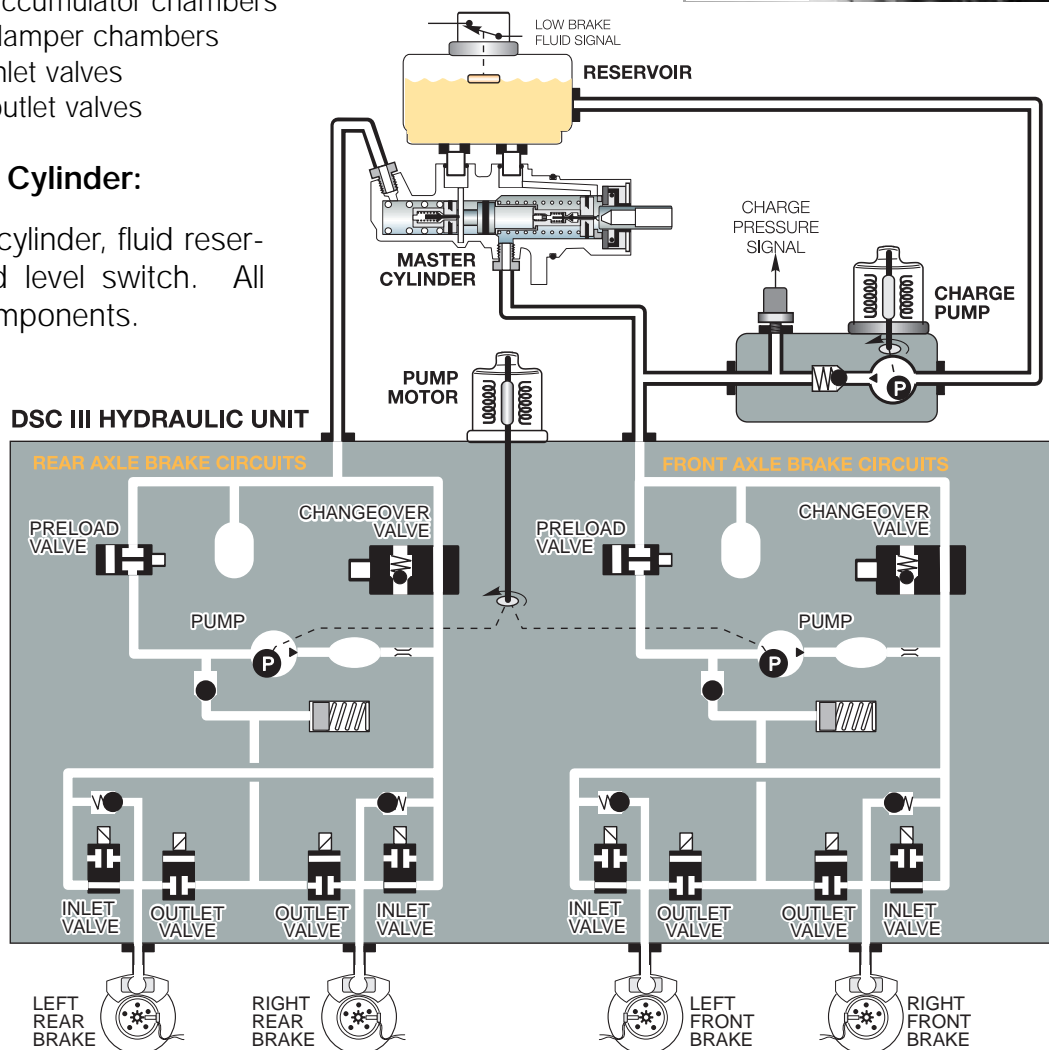 accumulator chambers
damper chambers
inlet valves
outlet valves
Cylinder:
cylinder, fluid reser-
level switch. All
mponents.
LOW BRAKE
FLUID SIGNAL
RESERVOIR
MASTER
CYLINDER
CHARGE
PRESSURE
SIGNAL
CHARGE
PUMP
P
PUMP
MOTOR
DSC III HYDRAULIC UNIT
REAR AXLE BRAKE CIRCUITS
FRONT AXLE BRAKE CIRCUITS
PRELOAD
VALVE
CHANGEOVER
VALVE
PRELOAD
VALVE
CHANGEOVER
VALVE
PUMP
P
PUMP
P
INLET
VALVE
OUTLET
VALVE
OUTLET
VALVE
INLET
VALVE
INLET
VALVE
OUTLET
VALVE
OUTLET
VALVE
INLET
VALVE
LEFT
REAR
BRAKE
RIGHT
REAR
BRAKE
LEFT
FRONT
BRAKE
RIGHT
FRONT
BRAKE